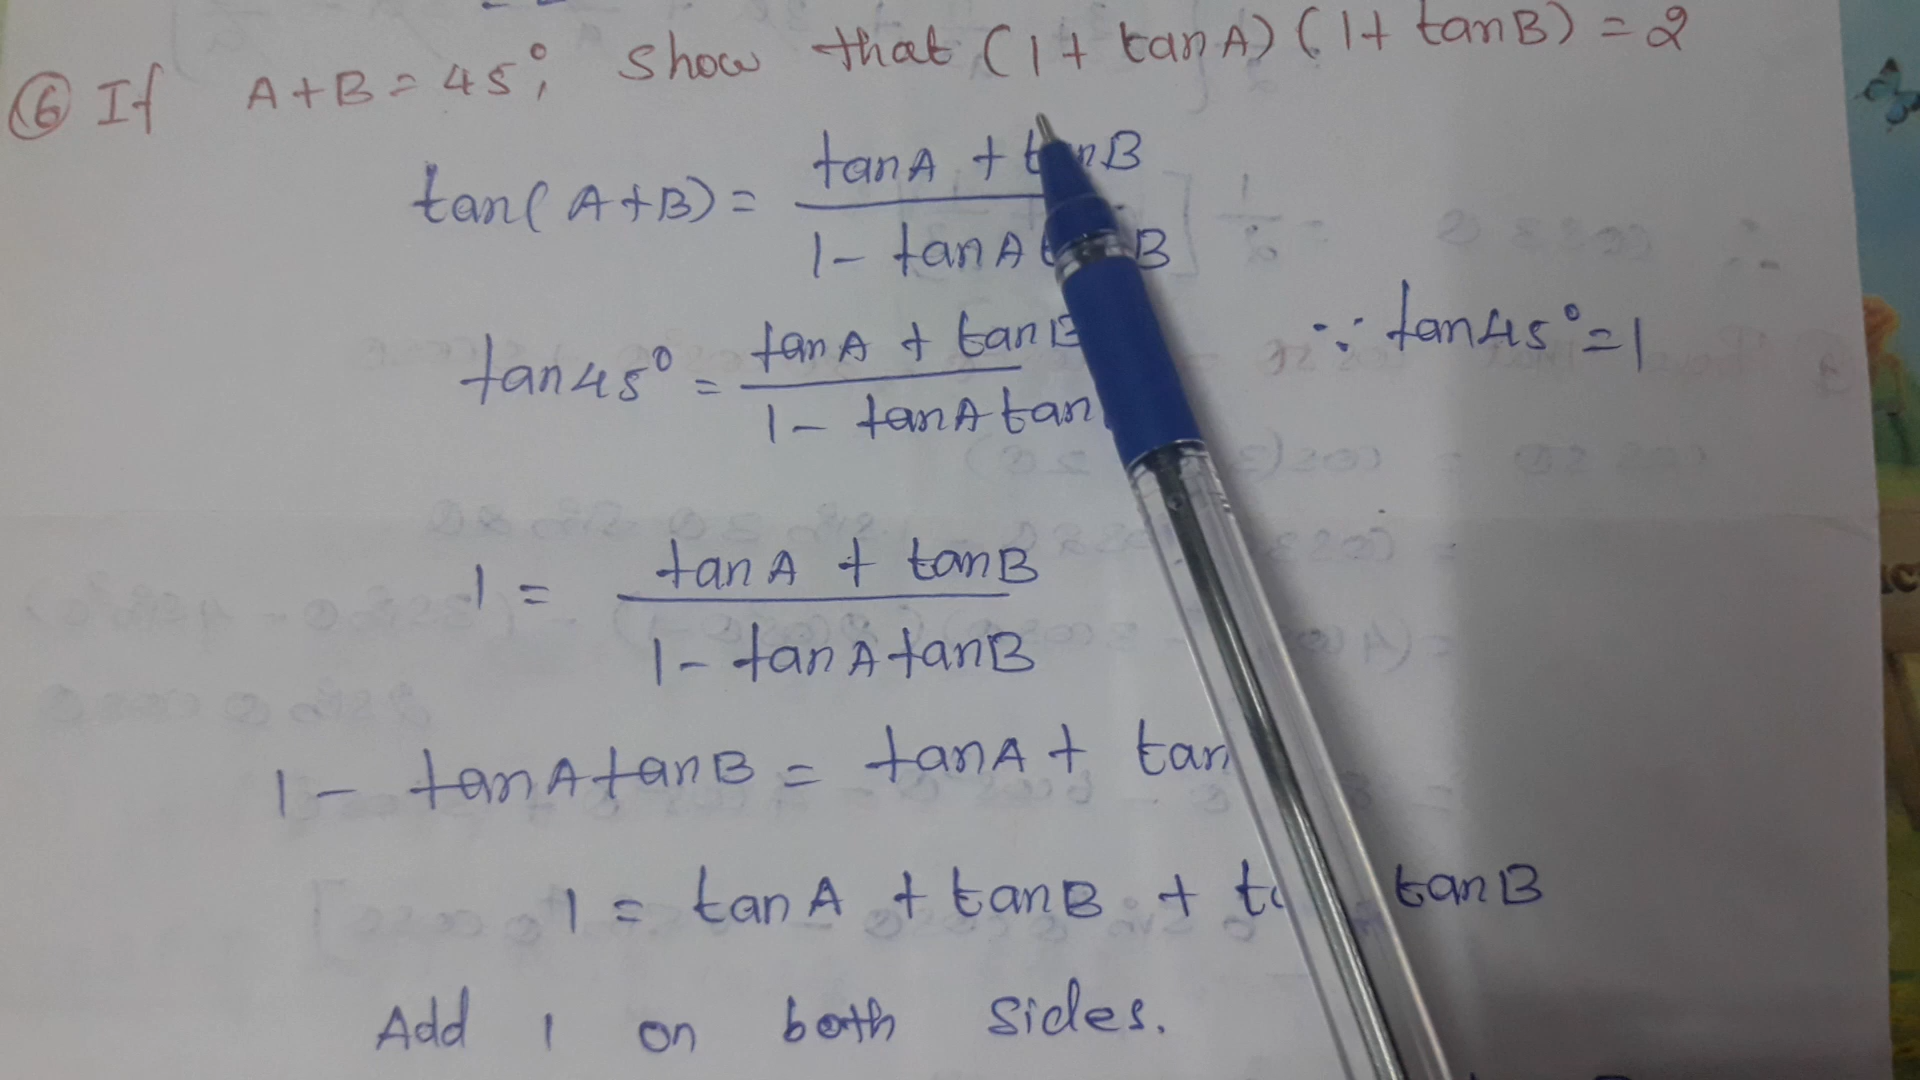 ⑥ If A+B=45°, show that (1+tanA)(1+tanB)=2
tan(A+B)= tanA + tanB
1- tanA B
tan45° = tanA + tanB
1- tanA tan
∵ tan45°=1
1 = tanA + tanB
1- tanA tanB
1- tanA tanB = tanA + tan
1 = tanA + tanB + tanB
Add 1 on both sides.